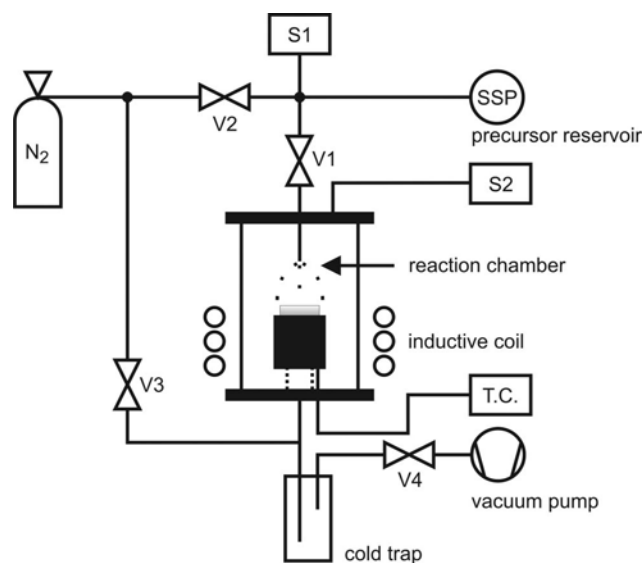 S1
N2
V2
SSP
precursor reservoir
V1
S2
reaction chamber
inductive coil
V3
T.C.
V4
vacuum pump
cold trap